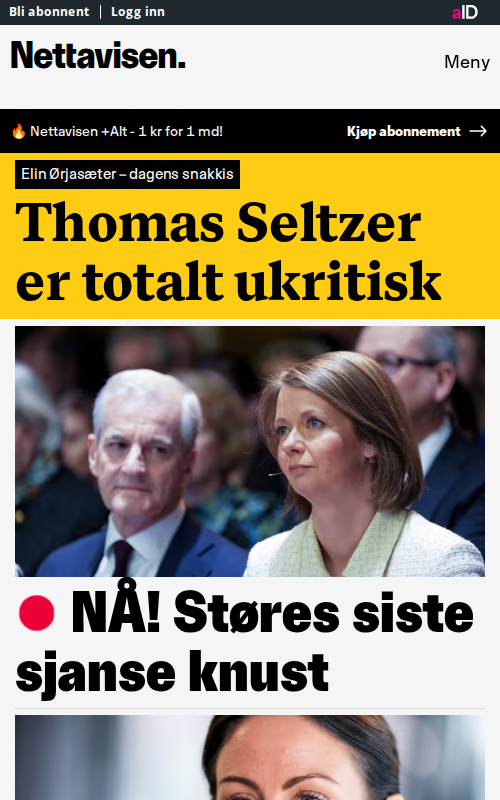 Bli abonnent | Logg inn
aID
Nettavisen.
Meny
Nettavisen +Alt - 1 kr for 1 md!
Kjøp abonnement
Elin Ørjasæter – dagens snakkis
Thomas Seltzer
er totalt ukritisk
NÅ! Støres siste
sjanse knust